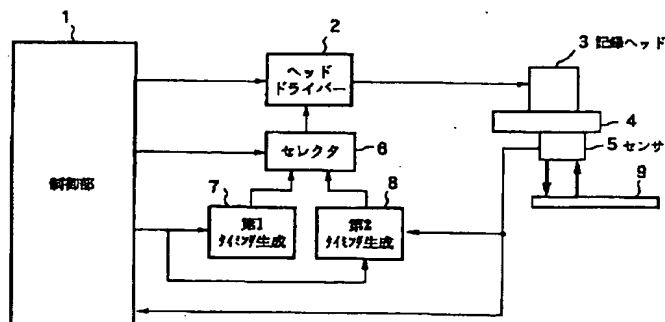 1
2
3 記録ヘッド
ヘッド
ドライバー
4
5 センサ
セレクタ
6
9
制御部
7
8
第1
タイミング生成
第2
タイミング生成